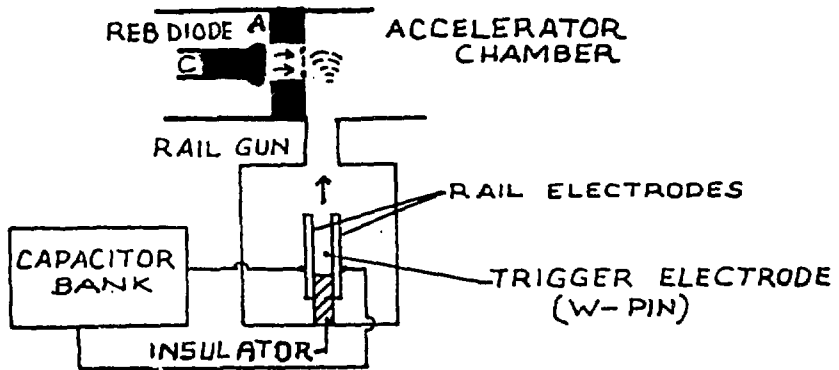 REB DIODE
A
C
ACCELERATOR
CHAMBER
RAIL GUN
RAIL ELECTRODES
CAPACITOR
BANK
TRIGGER ELECTRODE
(W-PIN)
INSULATOR